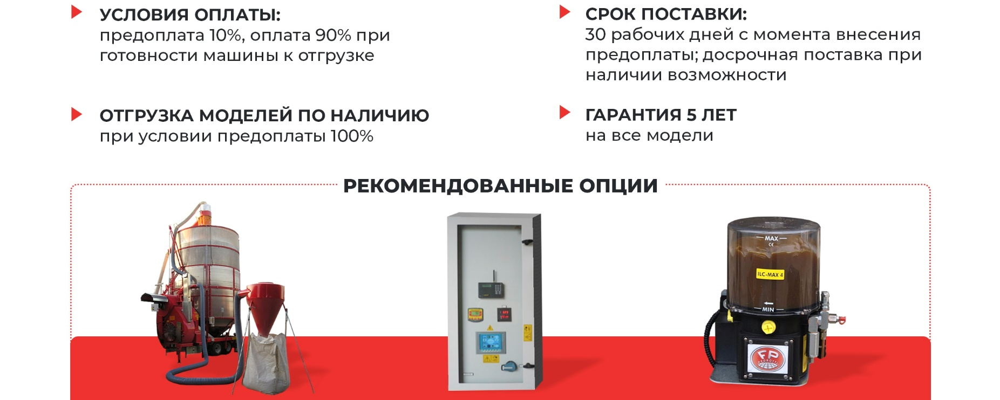 УСЛОВИЯ ОПЛАТЫ:
предоплата 10%, оплата 90% при
готовности машины к отгрузке
СРОК ПОСТАВКИ:
30 рабочих дней с момента внесения
предоплаты; досрочная поставка при
наличии возможности
ОТГРУЗКА МОДЕЛЕЙ ПО НАЛИЧИЮ
при условии предоплаты 100%
ГАРАНТИЯ 5 ЛЕТ
на все модели
РЕКОМЕНДОВАННЫЕ ОПЦИИ
MAX
CE
ILC-MAX 4
MIN
FP
PEDROTTI